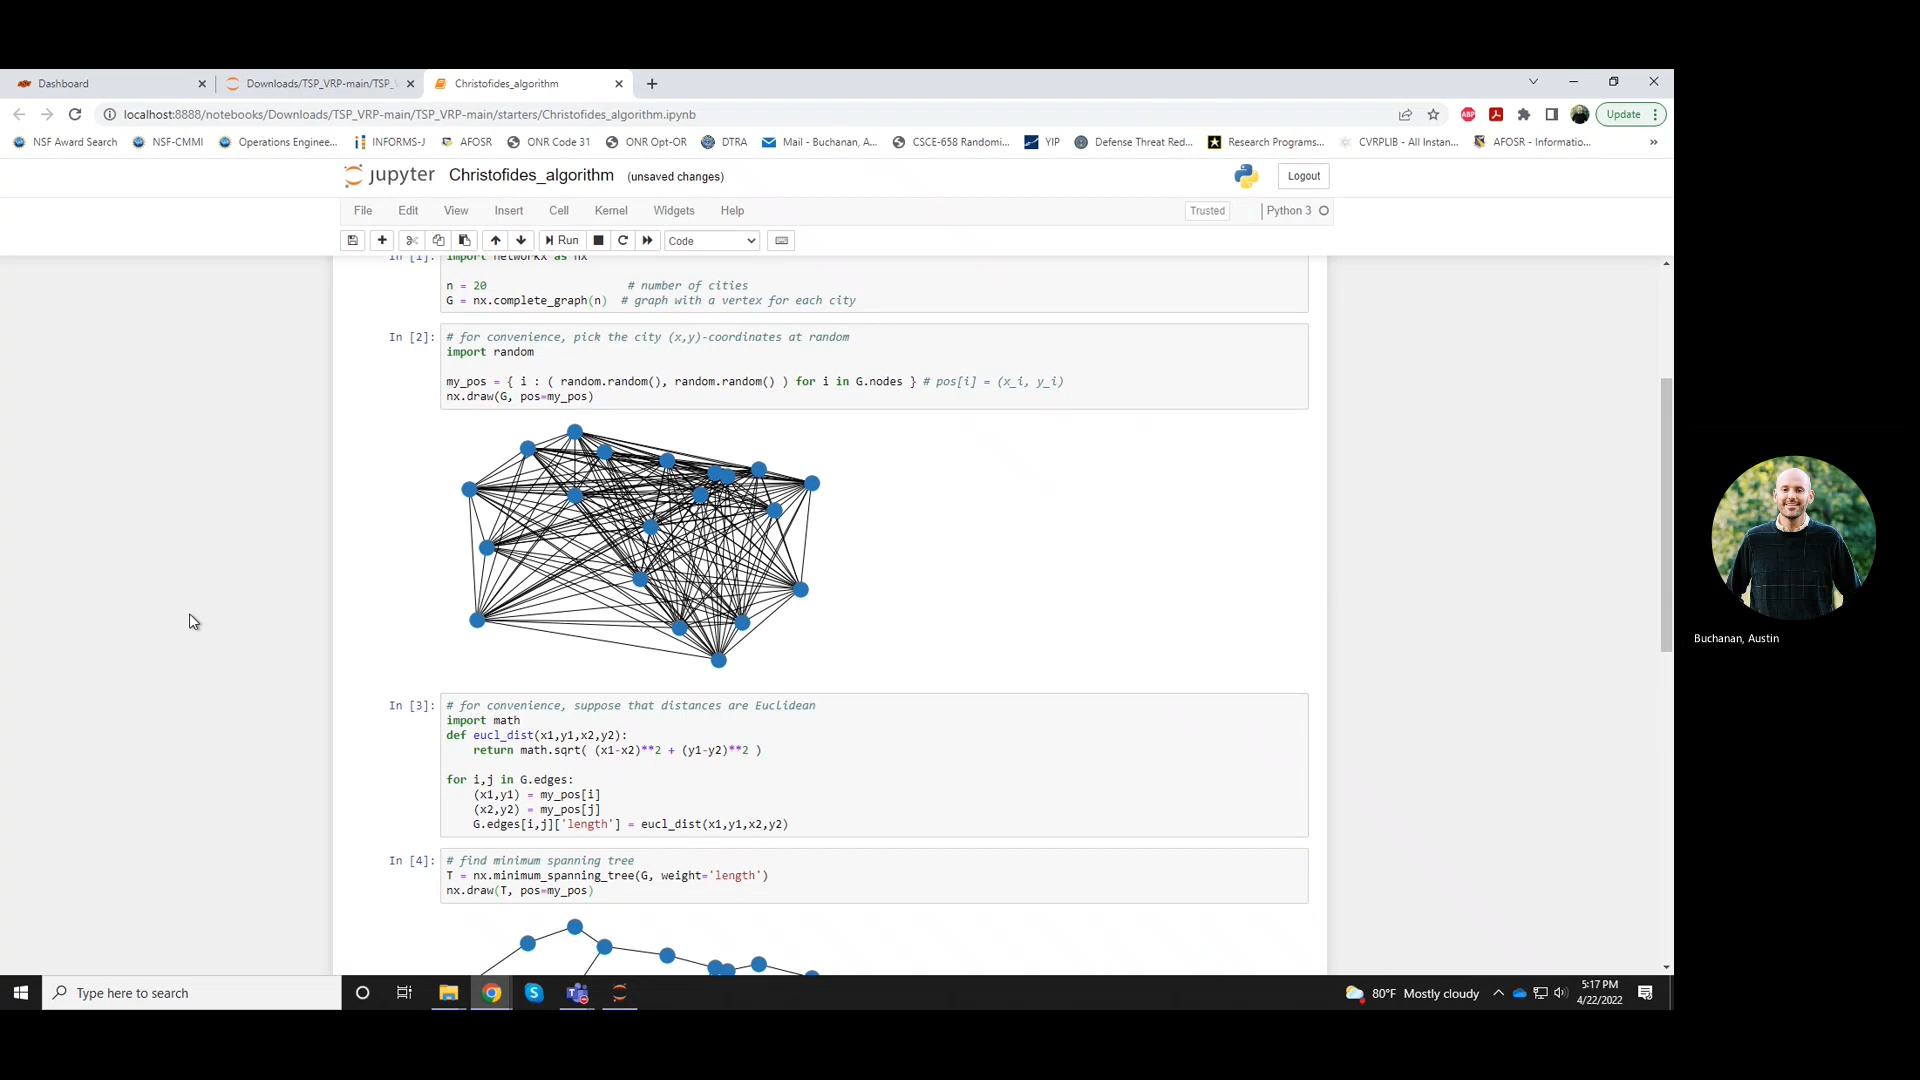 Dashboard
Downloads/TSP_VRP-main/TSP_
Christofides_algorithm
localhost:8888/notebooks/Downloads/TSP_VRP-main/TSP_VRP-main/starters/Christofides_algorithm.ipynb
ABP
Update
NSF Award Search
NSF-CMMI
Operations Enginee...
INFORMS-J
AFOSR
ONR Code 31
ONR Opt-OR
DTRA
Mail - Buchanan, A...
CSCE-658 Randomi...
YIP
Defense Threat Red...
Research Programs...
CVRPLIB - All Instan...
AFOSR - Informatio...
»
jupyter Christofides_algorithm (unsaved changes)
Logout
File Edit View Insert Cell Kernel Widgets Help
Trusted
Python 3
Run
Code
In [1]: import networkx as nx
n = 20 # number of cities
G = nx.complete_graph(n) # graph with a vertex for each city
In [2]: # for convenience, pick the city (x,y)-coordinates at random
import random
my_pos = { i : ( random.random(), random.random() ) for i in G.nodes } # pos[i] = (x_i, y_i)
nx.draw(G, pos=my_pos)
In [3]: # for convenience, suppose that distances are Euclidean
import math
def eucl_dist(x1,y1,x2,y2):
return math.sqrt( (x1-x2)**2 + (y1-y2)**2 )
for i,j in G.edges:
(x1,y1) = my_pos[i]
(x2,y2) = my_pos[j]
G.edges[i,j]['length'] = eucl_dist(x1,y1,x2,y2)
In [4]: # find minimum spanning tree
T = nx.minimum_spanning_tree(G, weight='length')
nx.draw(T, pos=my_pos)
Buchanan, Austin
Type here to search
80°F Mostly cloudy
5:17 PM
4/22/2022